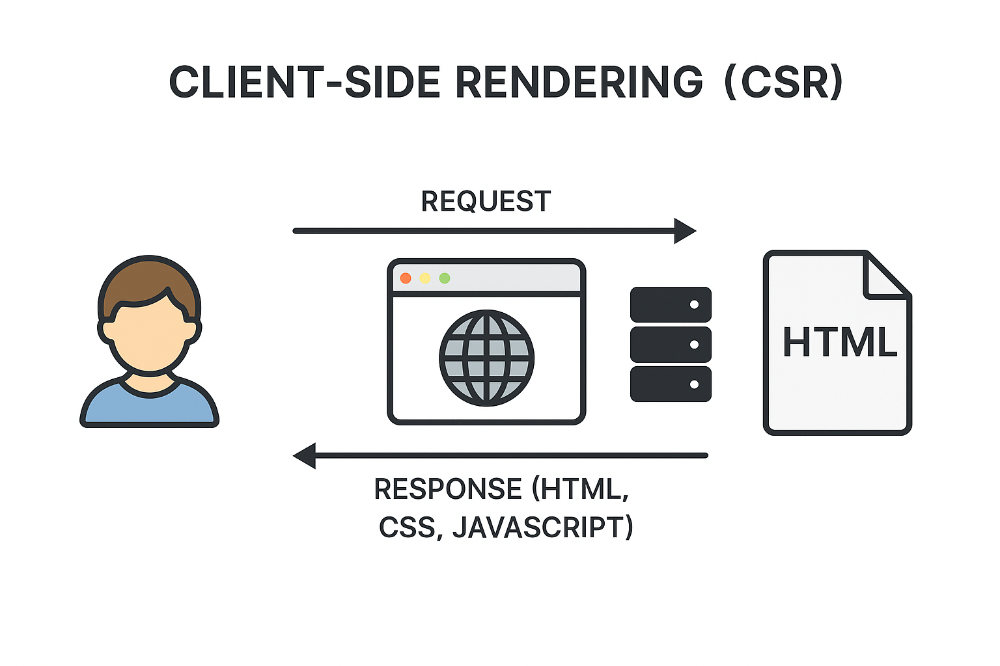 CLIENT-SIDE RENDERING (CSR)
REQUEST
HTML
RESPONSE (HTML,
CSS, JAVASCRIPT)